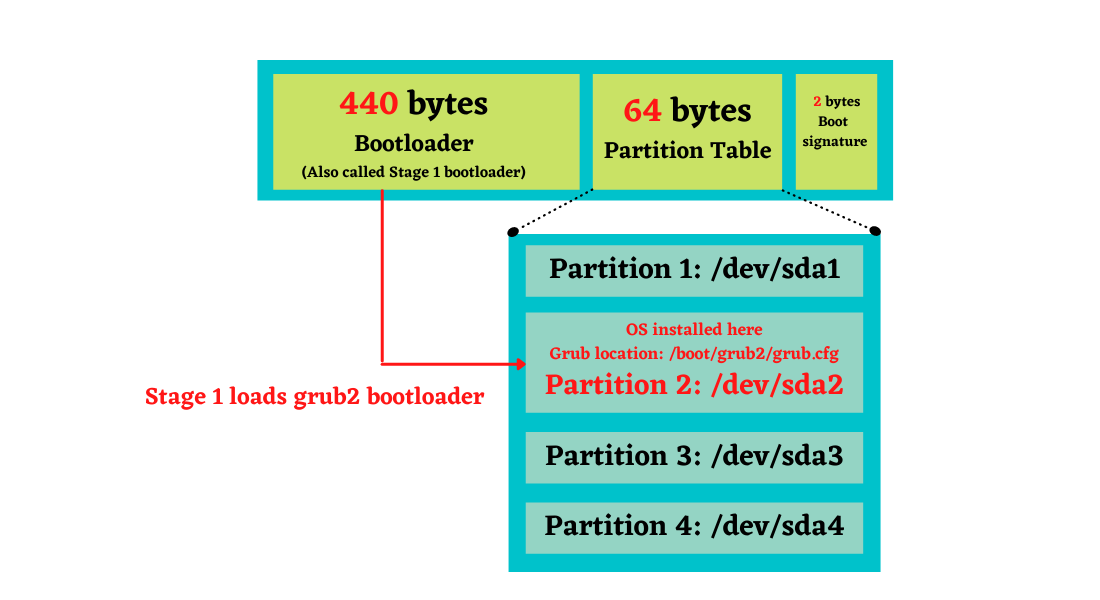 440 bytes
Bootloader
(Also called Stage 1 bootloader)
64 bytes
Partition Table
2 bytes
Boot
signature
Partition 1: /dev/sda1
OS installed here
Grub location: /boot/grub2/grub.cfg
Partition 2: /dev/sda2
Stage 1 loads grub2 bootloader
Partition 3: /dev/sda3
Partition 4: /dev/sda4